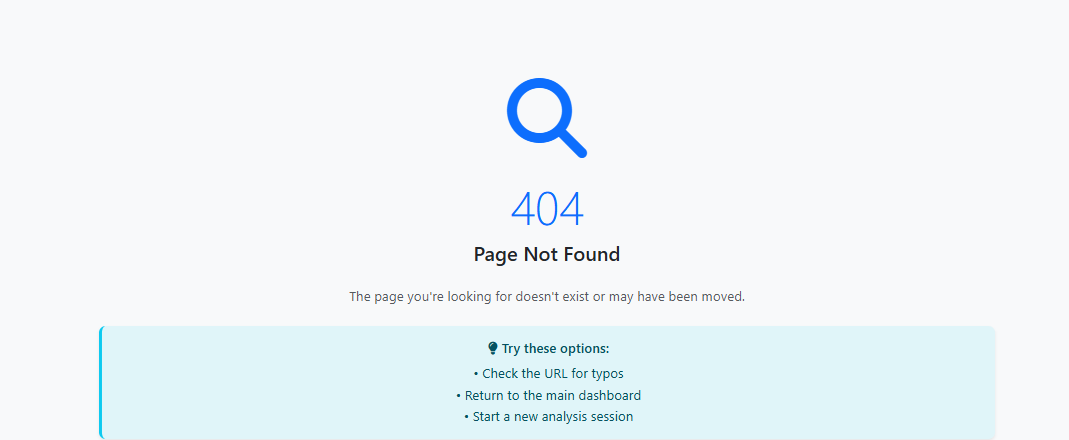 404
Page Not Found
The page you're looking for doesn't exist or may have been moved.
Try these options:
• Check the URL for typos
• Return to the main dashboard
• Start a new analysis session